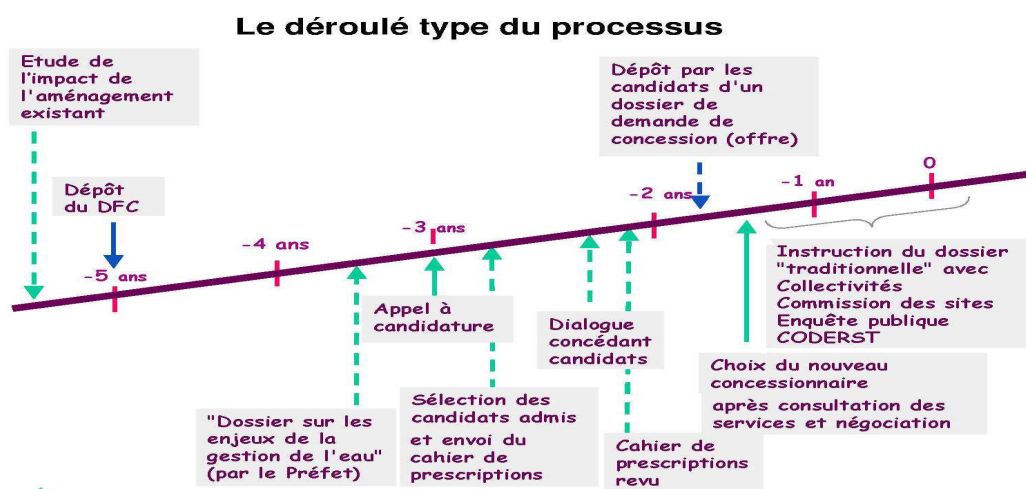 Le déroulé type du processus
Etude de
l'impact de
l'aménagement
existant
Dépôt
du DFC
Dépôt par les
candidats d'un
dossier de
demande de
concession (offre)
-5 ans
-4 ans
-3 ans
-2 ans
-1 an
0
"Dossier sur les
enjeux de la
gestion de l'eau"
(par le Préfet)
Appel à
candidature
Sélection des
candidats admis
et envoi du
cahier de
prescriptions
Dialogue
concédant
candidats
Cahier de
prescriptions
revu
Choix du nouveau
concessionnaire
après consultation des
services et négociation
Instruction du dossier
"traditionnelle" avec
Collectivités
Commission des sites
Enquête publique
CODERST